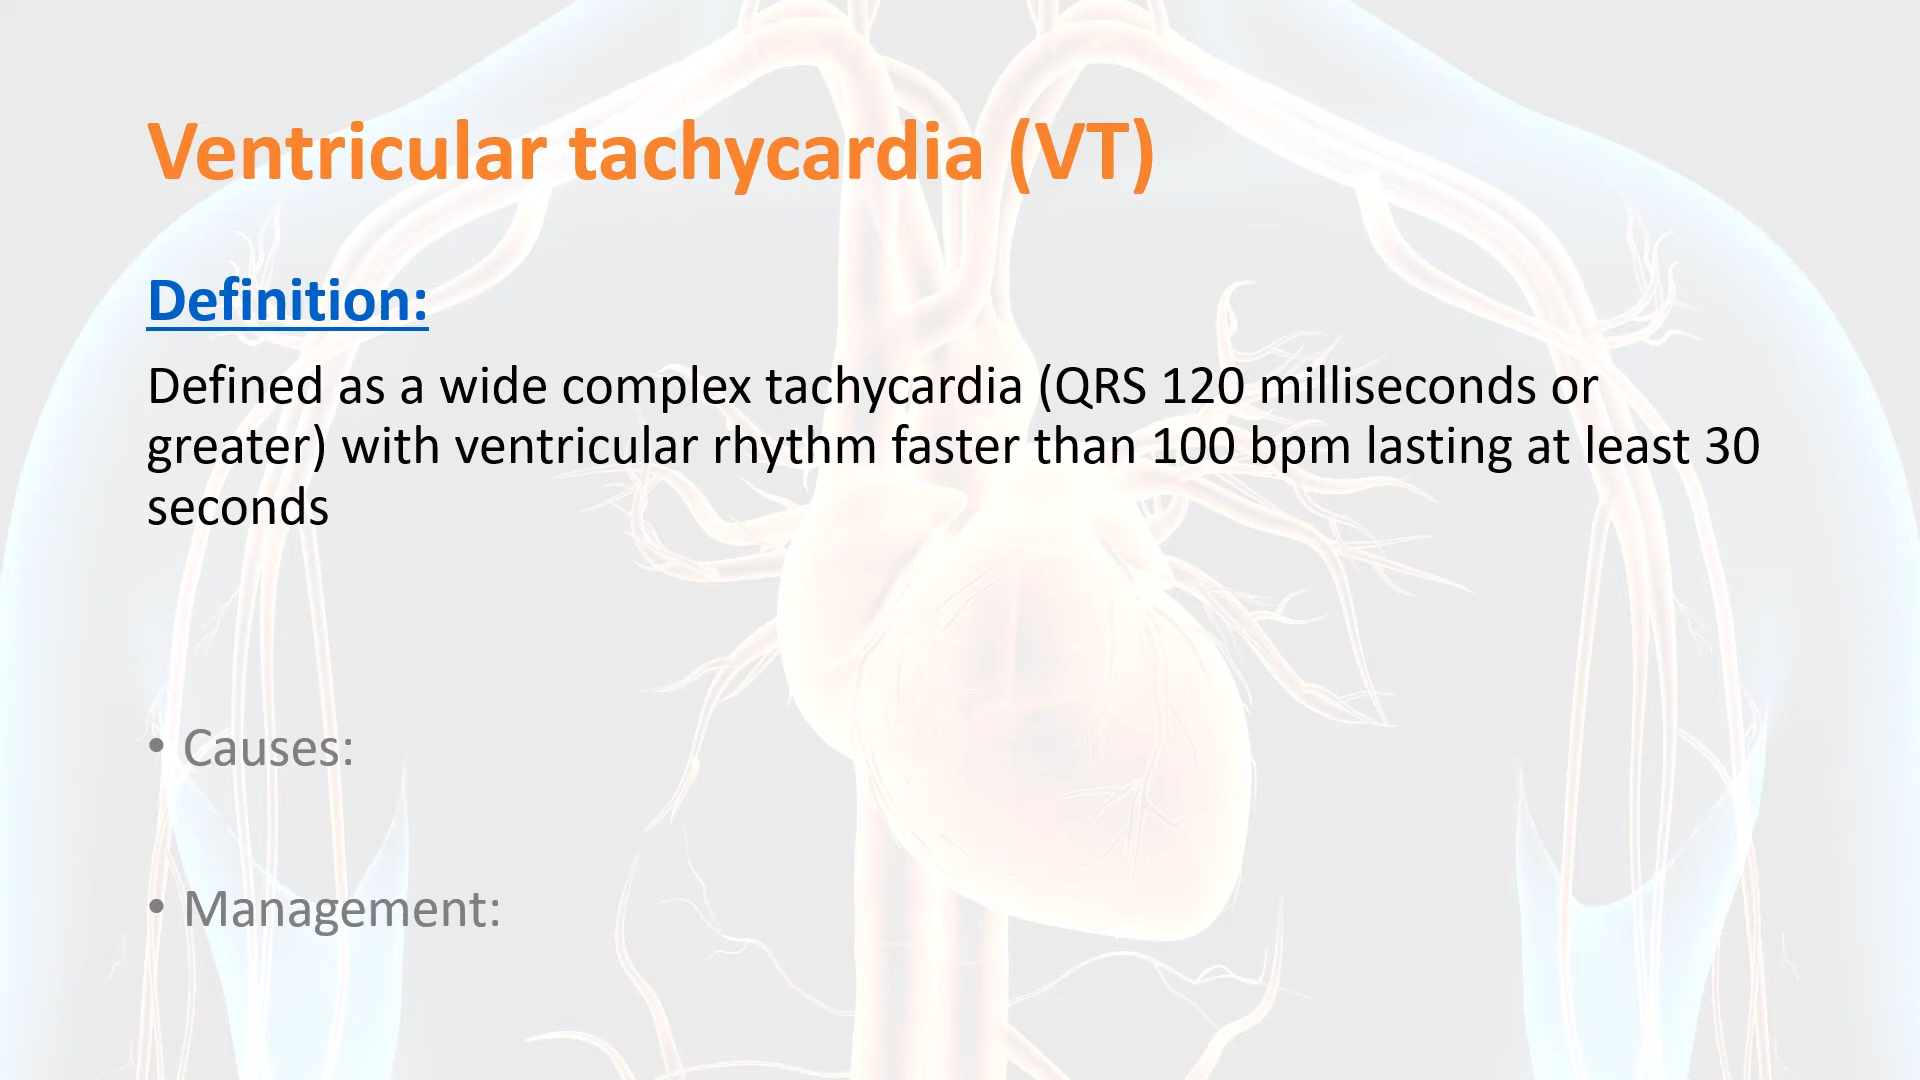 Ventricular tachycardia (VT)
Definition:
Defined as a wide complex tachycardia (QRS 120 milliseconds or
greater) with ventricular rhythm faster than 100 bpm lasting at least 30
seconds
• Causes:
• Management: